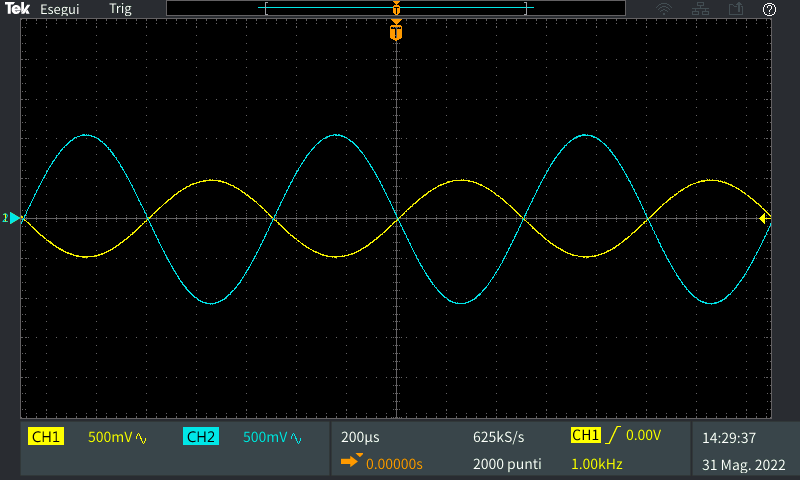 Tek Esegui Trig ?
T
T
CH1 500mV CH2 500mV 200µs 625kS/s CH1 0.00V 14:29:37
0.00000s 2000 punti 1.00kHz 31 Mag. 2022